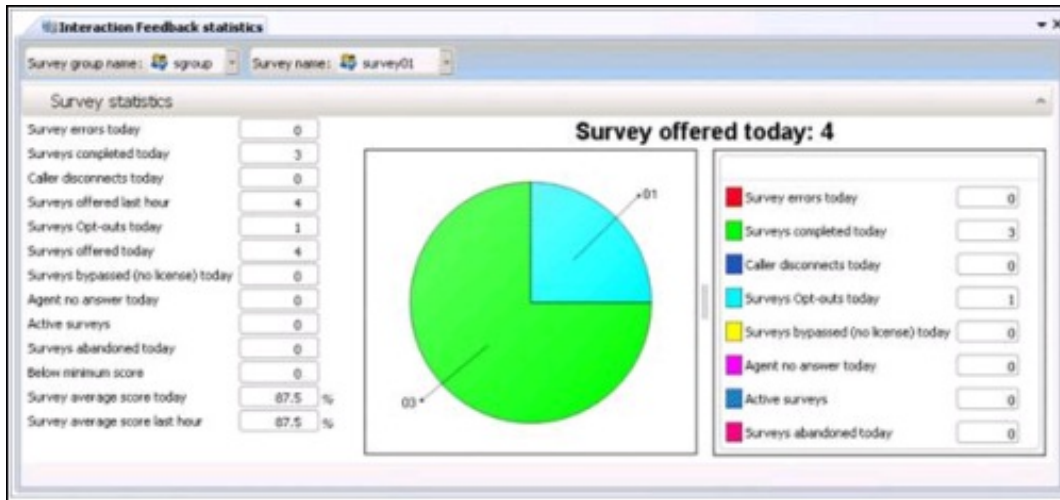 Interaction Feedback statistics
Survey group name: sgroup Survey name: survey01
Survey statistics
Survey errors today 0
Surveys completed today 3
Caller disconnects today 0
Surveys offered last hour 4
Surveys Opt-outs today 1
Surveys offered today 4
Surveys bypassed (no license) today 0
Agent no answer today 0
Active surveys 0
Surveys abandoned today 0
Below minimum score 0
Survey average score today 87.5 %
Survey average score last hour 87.5 %
Survey offered today: 4
01
03
Survey errors today 0
Surveys completed today 3
Caller disconnects today 0
Surveys Opt-outs today 1
Surveys bypassed (no license) today 0
Agent no answer today 0
Active surveys 0
Surveys abandoned today 0